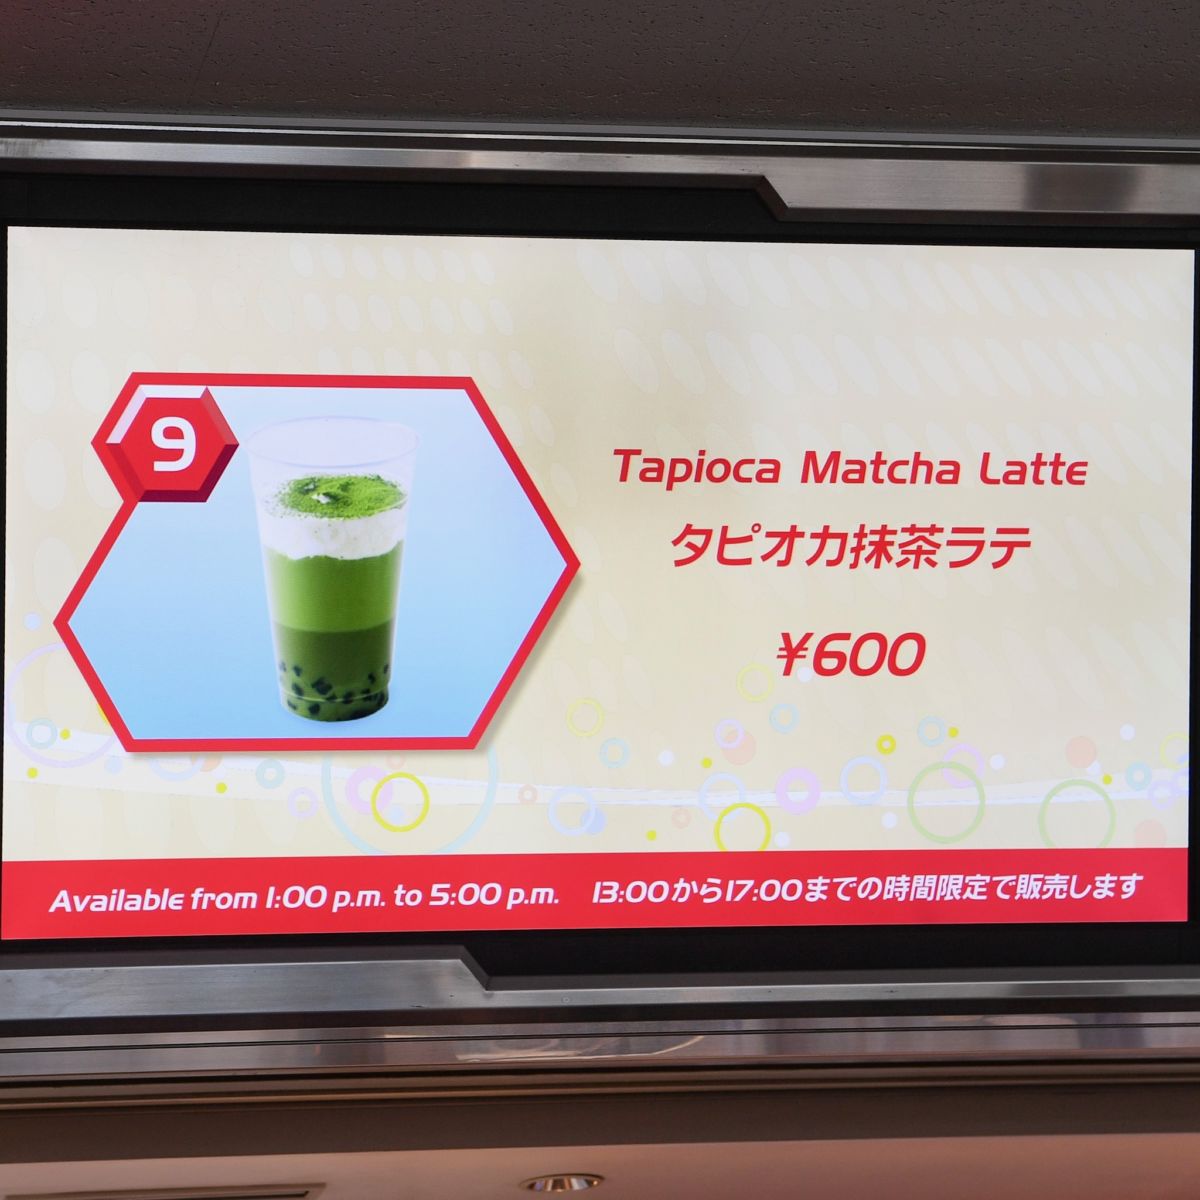 9
Tapioca Matcha Latte
タピオカ抹茶ラテ
¥600
Available from 1:00 p.m. to 5:00 p.m. 13:00から17:00までの時間限定で販売します